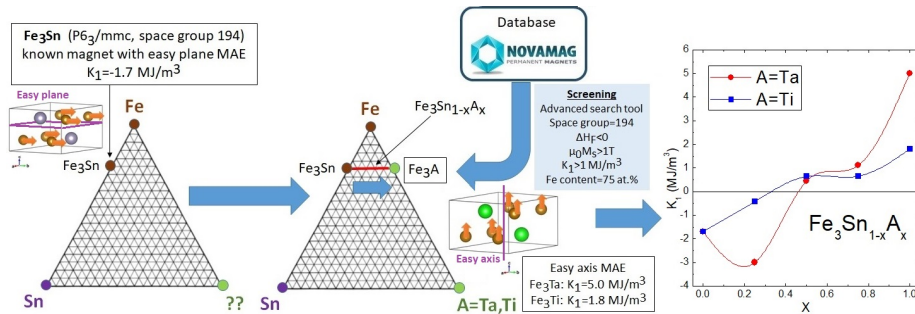 Fe3Sn (P63/mmc, space group 194)
known magnet with easy plane MAE
K1=-1.7 MJ/m3
Easy plane
Fe
Fe3Sn
Sn
??
Fe
Fe3Sn1-xAx
Fe3Sn
Fe3A
Sn
A=Ta,Ti
Database
NOVAMAG
PERMANENT MAGNETS
Screening
Advanced search tool
Space group=194
ΔHF<0
μ0Ms>1T
K1>1 MJ/m3
Fe content=75 at.%
Easy axis
Easy axis MAE
Fe3Ta: K1=5.0 MJ/m3
Fe3Ti: K1=1.8 MJ/m3
A=Ta
A=Ti
K1 (MJ/m3)
6
5
4
3
2
1
0
-1
-2
-3
-4
Fe3Sn1-xAx
0.0 0.2 0.4 0.6 0.8 1.0
X